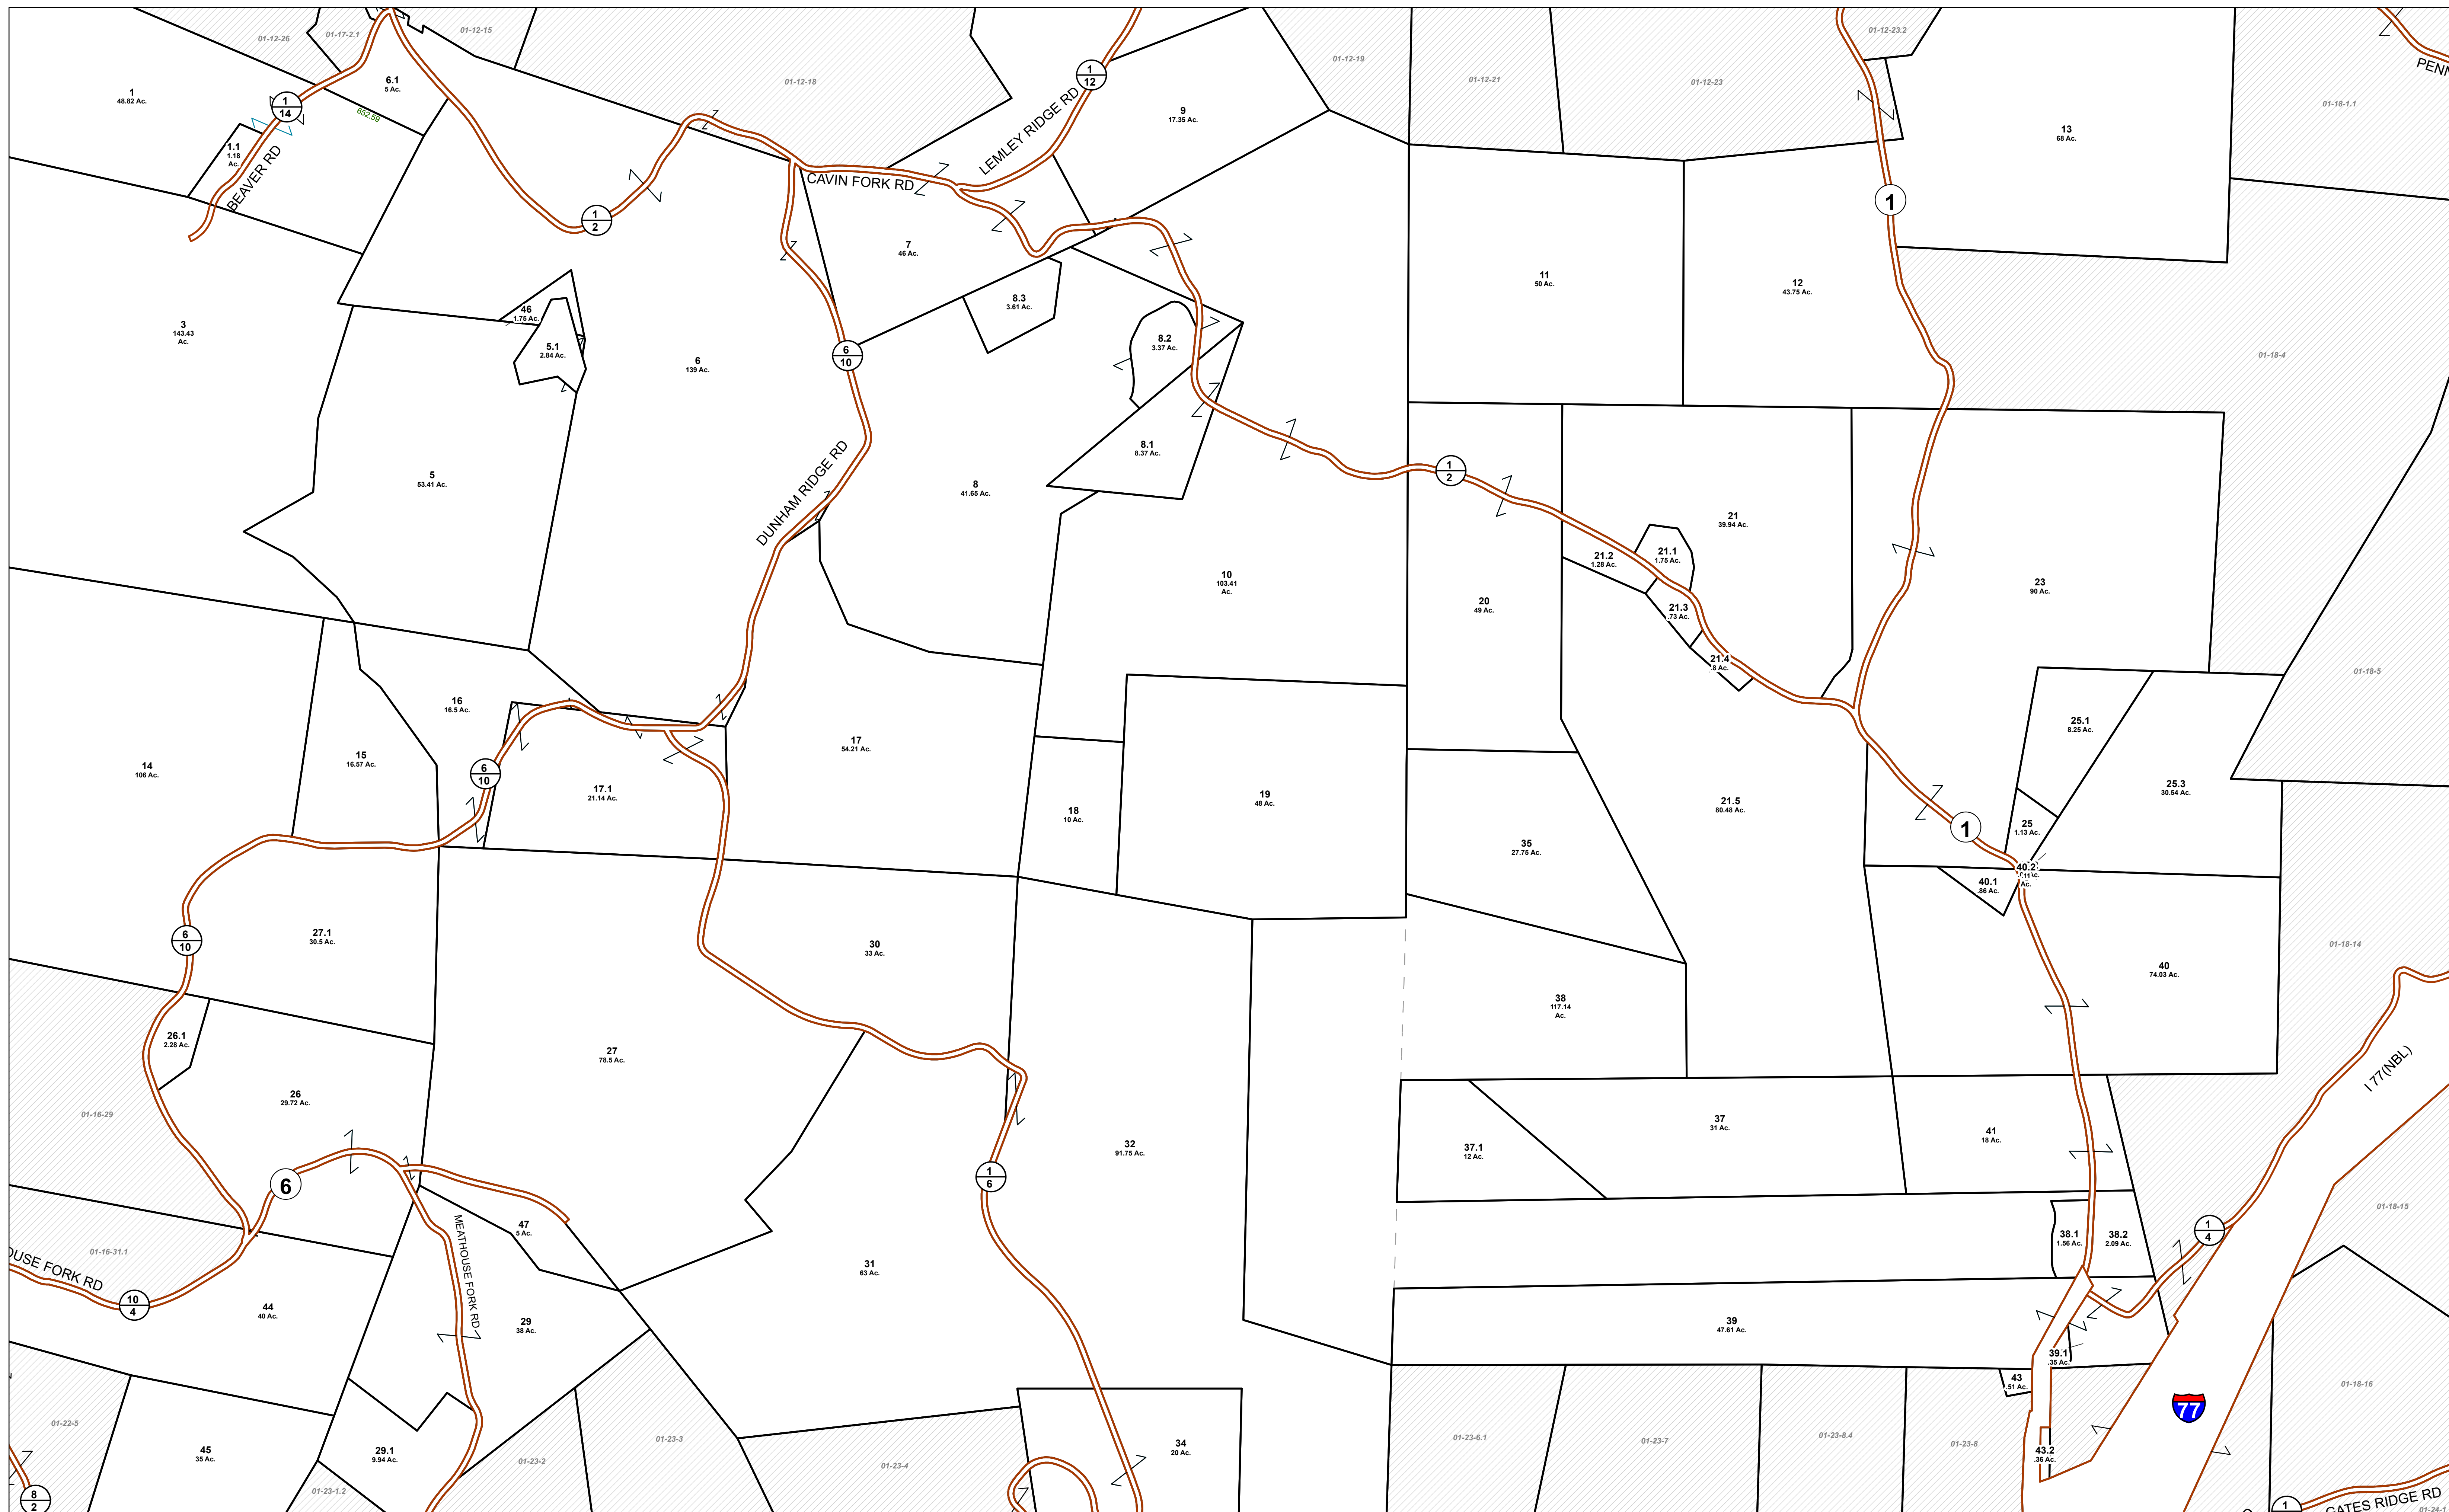 01-12-26
01-17-2.1
01-12-15
01-12-18
01-12-19
01-12-21
01-12-23
01-12-23.2
01-18-1.1
1
48.82 Ac.
6.1
5 Ac.
652.59
1
14
1.1
1.18
Ac.
BEAVER RD
1
12
LEMLEY RIDGE RD
9
17.35 Ac.
13
68 Ac.
1
2
CAVIN FORK RD
1
7
46 Ac.
11
50 Ac.
12
43.75 Ac.
3
143.43
Ac.
46
1.75 Ac.
5.1
2.84 Ac.
6
139 Ac.
6
10
8.3
3.61 Ac.
8.2
3.37 Ac.
01-18-4
5
53.41 Ac.
DUNHAM RIDGE RD
8
41.65 Ac.
8.1
8.37 Ac.
1
2
21
39.94 Ac.
21.2
1.28 Ac.
21.1
1.75 Ac.
21.3
.73 Ac.
21.4
.8 Ac.
10
103.41
Ac.
20
49 Ac.
23
90 Ac.
01-18-5
16
16.5 Ac.
15
16.57 Ac.
14
106 Ac.
6
10
17.1
21.14 Ac.
17
54.21 Ac.
18
10 Ac.
19
48 Ac.
35
27.75 Ac.
21.5
80.48 Ac.
25.1
8.25 Ac.
25.3
30.54 Ac.
1
25
1.13 Ac.
40.2
Ac.
40.1
.86 Ac.
6
10
27.1
30.5 Ac.
30
33 Ac.
01-18-14
40
74.03 Ac.
38
117.14
Ac.
26.1
2.28 Ac.
27
78.5 Ac.
26
29.72 Ac.
01-16-29
I 77(NBL)
32
91.75 Ac.
37.1
12 Ac.
37
31 Ac.
41
18 Ac.
6
1
6
01-18-15
47
5 Ac.
MEATHOUSE FORK RD
38.1
1.56 Ac.
38.2
2.09 Ac.
1
4
01-16-31.1
OUSE FORK RD
10
4
44
40 Ac.
31
63 Ac.
29
38 Ac.
39
47.61 Ac.
39.1
.35 Ac.
43
.51 Ac.
01-18-16
77
01-22-5
45
35 Ac.
29.1
9.94 Ac.
01-23-3
01-23-2
01-23-4
34
20 Ac.
01-23-6.1
01-23-7
01-23-8.4
01-23-8
43.2
.36 Ac.
8
2
01-23-1.2
1
GATES RIDGE RD